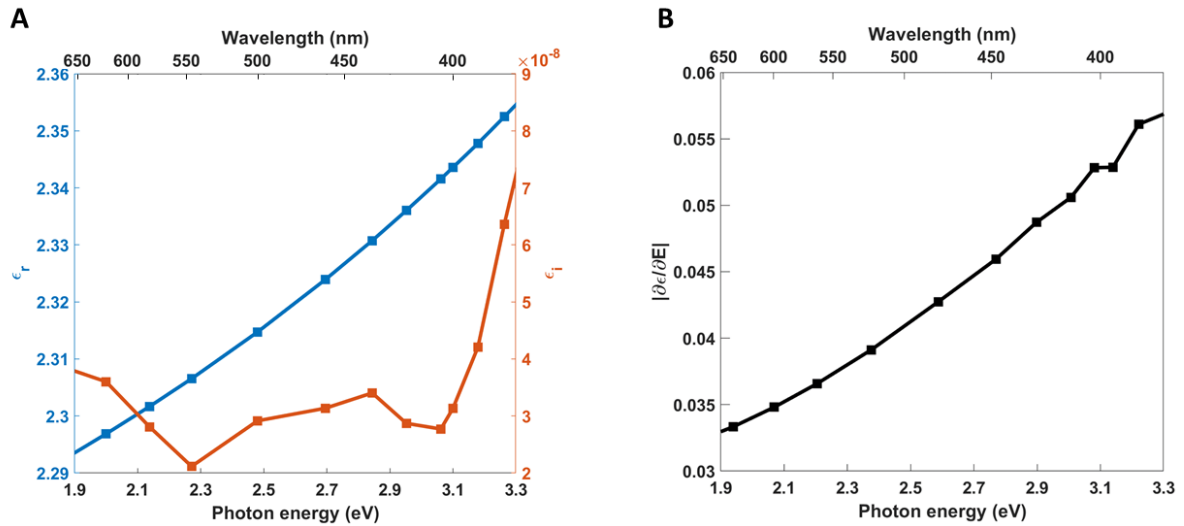 A
Wavelength (nm)
650 600 550 500 450 400
×10-8
2.36
2.35
2.34
2.33
2.32
2.31
2.3
2.29
ϵr
9
8
7
6
5
4
3
2
ϵi
1.9 2.1 2.3 2.5 2.7 2.9 3.1 3.3
Photon energy (eV)
B
Wavelength (nm)
650 600 550 500 450 400
0.06
0.055
0.05
0.045
0.04
0.035
0.03
|∂ϵ/∂E|
1.9 2.1 2.3 2.5 2.7 2.9 3.1 3.3
Photon energy (eV)